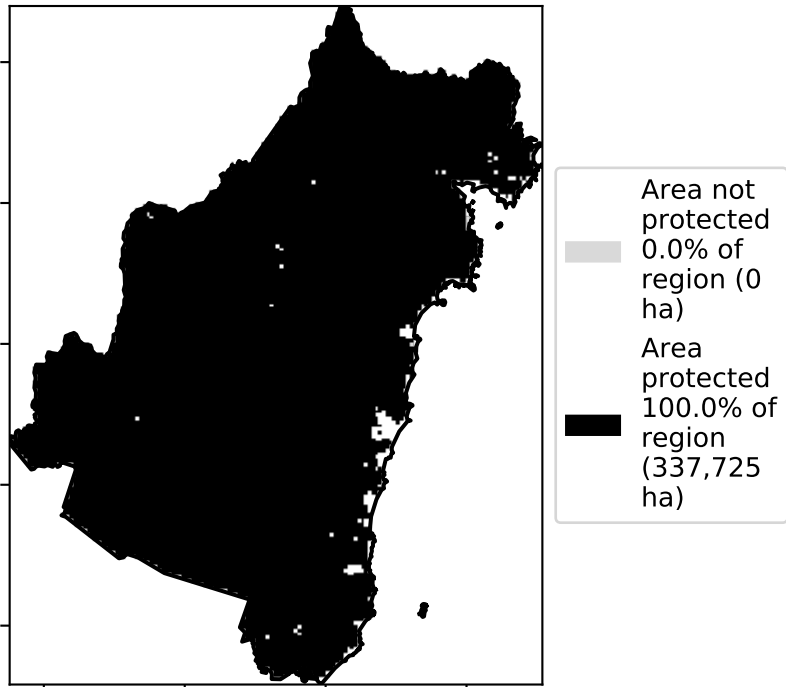 Area not
protected
0.0% of
region (0
ha)
Area
protected
100.0% of
region
(337,725
ha)